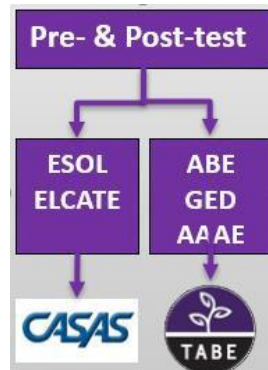 Pre- & Post-test
ESOL
ELCATE
ABE
GED
AAAE
CASAS
TABE